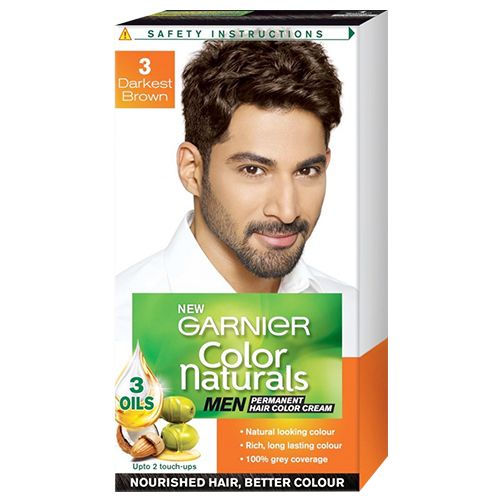 SAFETY INSTRUCTIONS
3
Darkest
Brown
NEW
GARNIER
Color
Naturals
MEN PERMANENT
HAIR COLOR CREAM
3
OILS
• Natural looking colour
• Rich, long lasting colour
• 100% grey coverage
Upto 2 touch-ups
NOURISHED HAIR, BETTER COLOUR